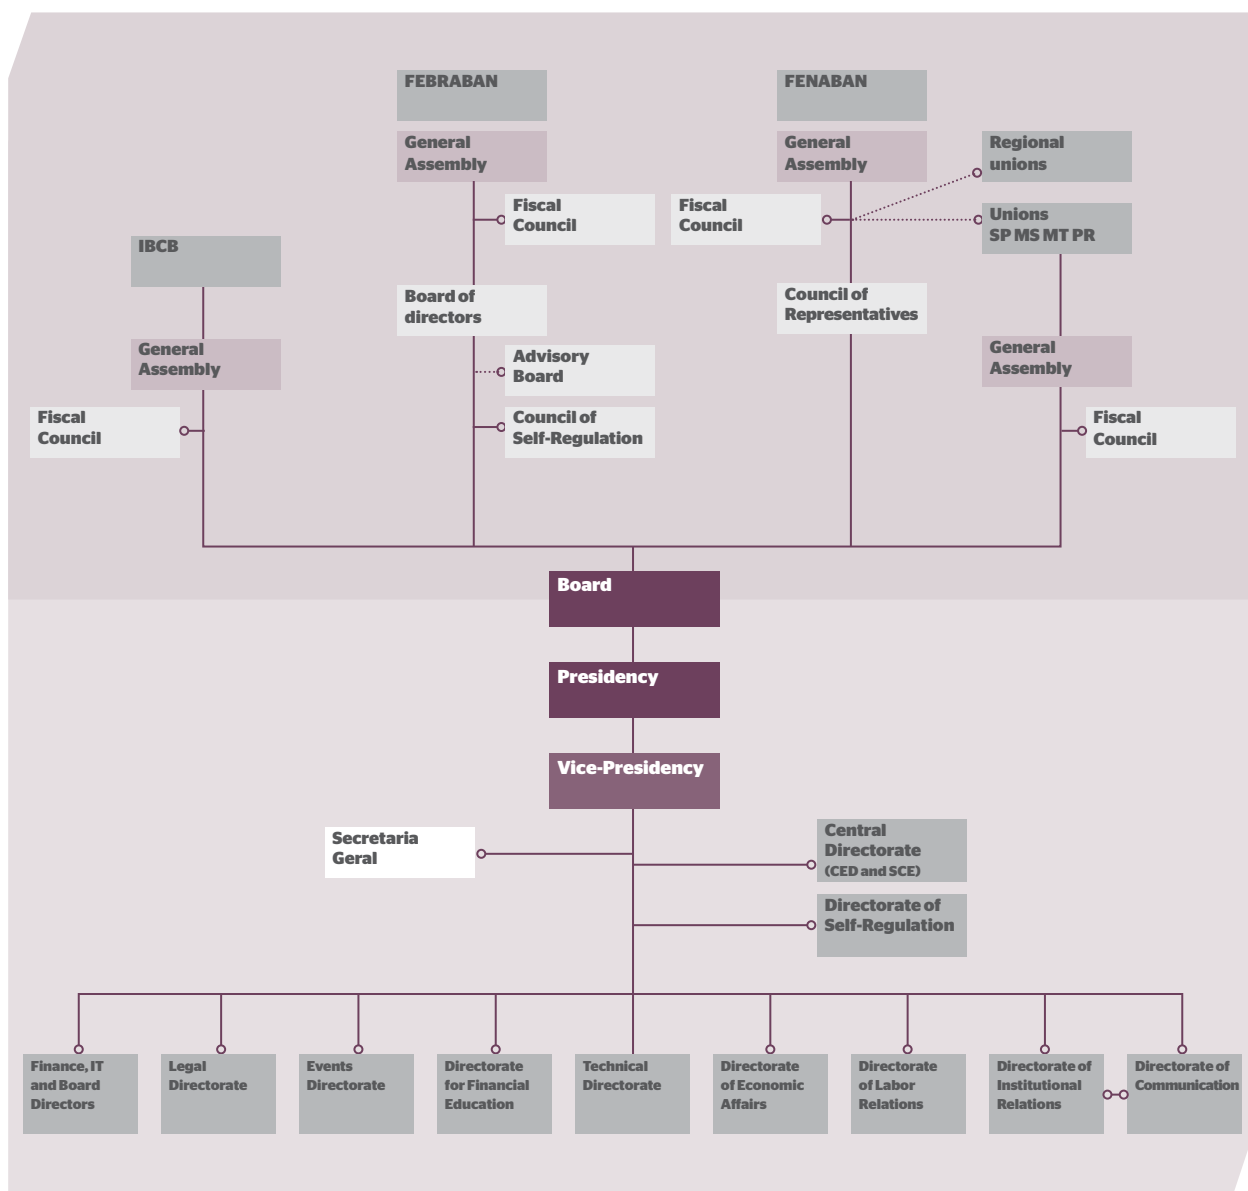 FEBRABAN
FENABAN
General
Assembly
General
Assembly
Regional
unions
Fiscal
Council
Fiscal
Council
Unions
SP MS MT PR
IBCB
Board of
directors
Council of
Representatives
General
Assembly
Advisory
Board
General
Assembly
Fiscal
Council
Council of
Self-Regulation
Fiscal
Council
Board
Presidency
Vice-Presidency
Secretaria
Geral
Central
Directorate
(CED and SCE)
Directorate of
Self-Regulation
Finance, IT
and Board
Directors
Legal
Directorate
Events
Directorate
Directorate
for Financial
Education
Technical
Directorate
Directorate
of Economic
Affairs
Directorate
of Labor
Relations
Directorate of
Institutional
Relations
Directorate of
Communication